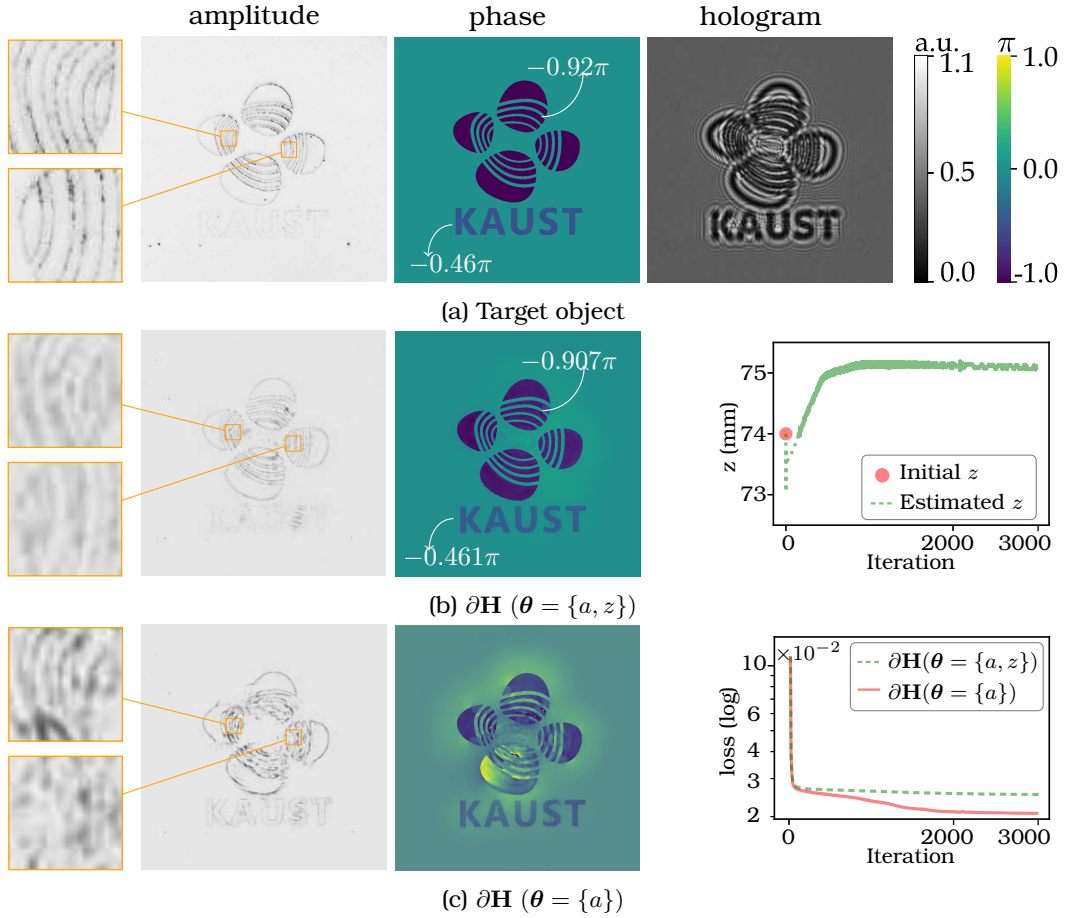 amplitude phase hologram
a.u. π
−0.92π
1.1 1.0
0.5 0.0
KAUST KAUST KAUST
−0.46π
0.0 -1.0
(a) Target object
−0.907π
75
74
73
z (mm)
Initial z
Estimated z
KAUST KAUST
−0.461π
0 2000 3000
Iteration
(b) ∂H (θ = {a, z})
×10⁻²
10
6
4
3
2
loss (log)
∂H(θ = {a, z})
∂H(θ = {a})
KAUST KAUST
0 2000 3000
Iteration
(c) ∂H (θ = {a})